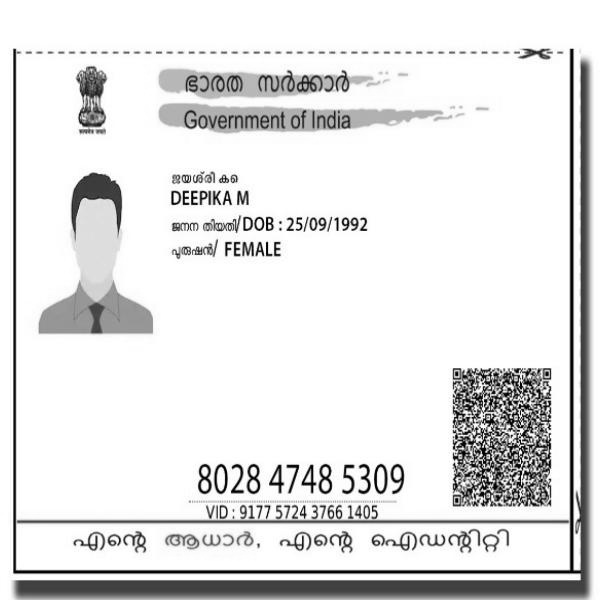 ഭാരത സർക്കാർ
Government of India
ജയശ്രീ കെ
DEEPIKA M
ജനന തിയതി/DOB : 25/09/1992
പുരുഷൻ/ FEMALE
8028 4748 5309
VID : 9177 5724 3766 1405
എന്റെ ആധാർ, എന്റെ ഐഡന്റിറ്റി